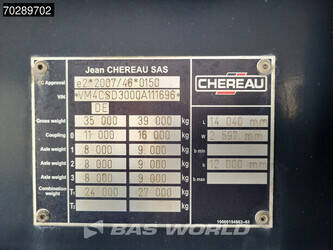 70289702
Jean CHEREAU SAS
EC Approval e2*2007/46*0150
VIN *VM4CSD3000A111696*
DE
CHEREAU
Gross weight 35 000 39 000 kg
L 14 040 mm
Coupling 0 11 000 16 000 kg
W 2 597 mm
Axle weight 1 8 000 9 000 kg
b min
Axle weight 2 8 000 9 000 kg
b 12 000 mm
Axle weight 3 8 000 9 000 kg
b max
Combination weight T₁ 24 000 27 000 kg
T₂ kg
BAS WORLD